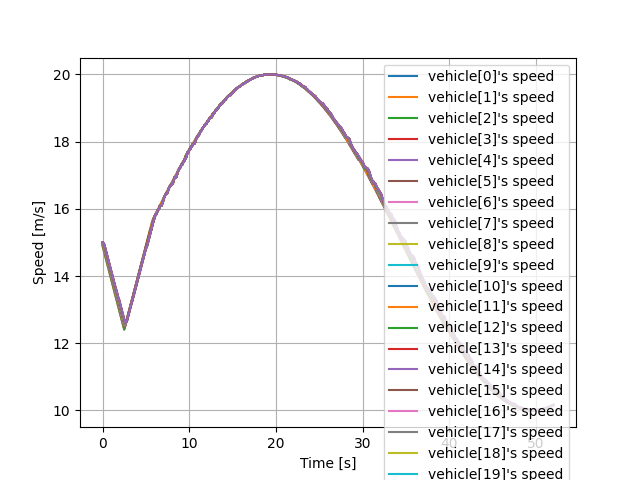 20
18
16
14
12
10
Speed [m/s]
0 10 20 30 40 50
Time [s]
vehicle[0]'s speed
vehicle[1]'s speed
vehicle[2]'s speed
vehicle[3]'s speed
vehicle[4]'s speed
vehicle[5]'s speed
vehicle[6]'s speed
vehicle[7]'s speed
vehicle[8]'s speed
vehicle[9]'s speed
vehicle[10]'s speed
vehicle[11]'s speed
vehicle[12]'s speed
vehicle[13]'s speed
vehicle[14]'s speed
vehicle[15]'s speed
vehicle[16]'s speed
vehicle[17]'s speed
vehicle[18]'s speed
vehicle[19]'s speed